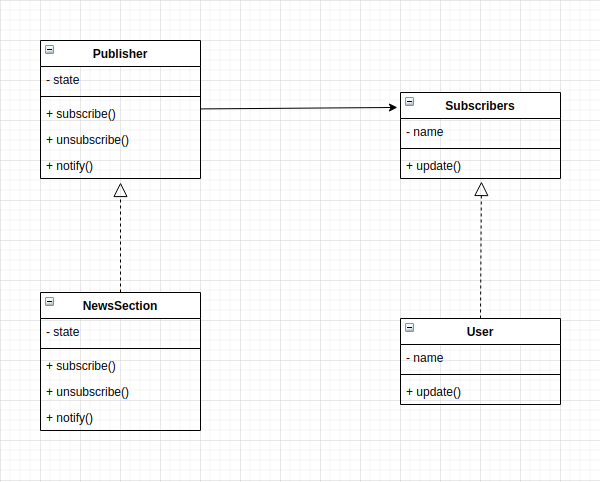 Publisher
- state
+ subscribe()
+ unsubscribe()
+ notify()
Subscribers
- name
+ update()
NewsSection
- state
+ subscribe()
+ unsubscribe()
+ notify()
User
- name
+ update()